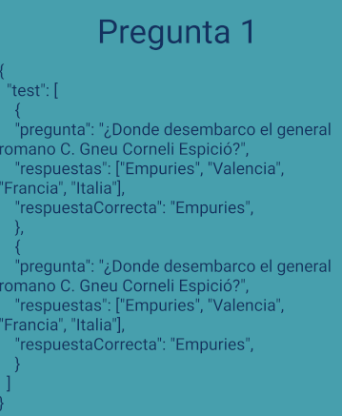 Pregunta 1
{
"test": [
{
"pregunta": "¿Donde desembarco el general
romano C. Gneu Corneli Espició?",
"respuestas": ["Empuries", "Valencia",
"Francia", "Italia"],
"respuestaCorrecta": "Empuries",
},
{
"pregunta": "¿Donde desembarco el general
romano C. Gneu Corneli Espició?",
"respuestas": ["Empuries", "Valencia",
"Francia", "Italia"],
"respuestaCorrecta": "Empuries",
}
]
}